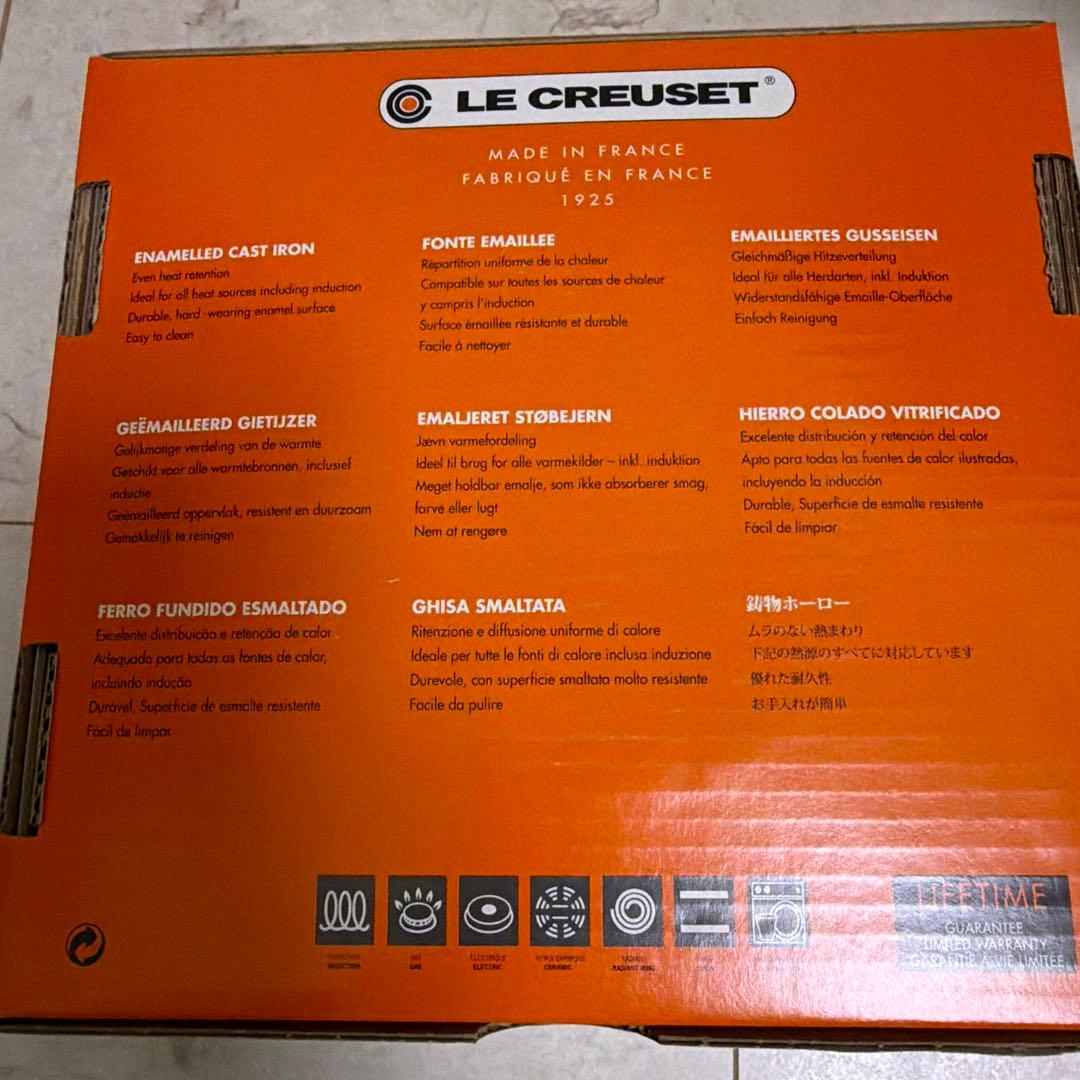 LE CREUSET®
MADE IN FRANCE
FABRIQUÉ EN FRANCE
1925
ENAMELLED CAST IRON
Even heat retention
Ideal for all heat sources including induction
Durable, hard-wearing enamel surface
Easy to clean
FONTE EMAILLEE
Répartition uniforme de la chaleur
Compatible sur toutes les sources de chaleur
y compris l'induction
Surface émaillée résistante et durable
Facile à nettoyer
EMAILLIERTES GUSSEISEN
Gleichmäßige Hitzeverteilung
Ideal für alle Herdarten, inkl. Induktion
Widerstandsfähige Emaille-Oberfläche
Einfach Reinigung
GEËMAILLEERD GIETIJZER
Gelijkmatige verdeling van de warmte
Geschikt voor alle warmtebronnen, inclusief
inductie
Geëmailleerd oppervlak, resistent en duurzaam
Gemakkelijk te reinigen
EMALJERET STØBEJERN
Jævn varmefordeling
Ideel til brug for alle varmekilder – inkl. induktion
Meget holdbar emalje, som ikke absorberer smag,
farve eller lugt
Nem at rengøre
HIERRO COLADO VITRIFICADO
Excelente distribución y retención del calor
Apto para todas las fuentes de calor ilustradas,
incluyendo la inducción
Durable, Superficie de esmalte resistente
Fácil de limpiar
FERRO FUNDIDO ESMALTADO
Excelente distribuição e retenção de calor.
Adequado para todas as fontes de calor,
incluindo indução
Durável, Superficie de esmalte resistente
Fácil de limpar
GHISA SMALTATA
Ritenzione e diffusione uniforme di calore
Ideale per tutte le fonti di calore inclusa induzione
Durevole, con superficie smaltata molto resistente
Facile da pulire
鋳物ホーロー
ムラのない熱まわり
下記の熱源のすべてに対応しています
優れた耐久性
お手入れが簡単
INDUCTION
GAZ
GAS
ÉLECTRIQUE
ELECTRIC
CERAMIC
RADIANT
RADIANT RING
LIFETIME
GUARANTEE
LIMITED WARRANTY
GARANTIE A VIE LIMITEE